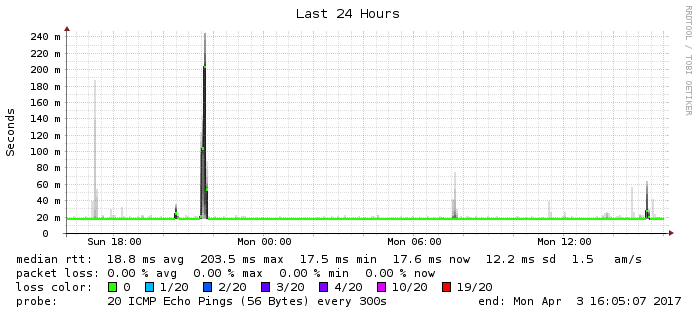 Last 24 Hours
RRDTOOL / TOBI OETIKER
Seconds
240 m
220 m
200 m
180 m
160 m
140 m
120 m
100 m
80 m
60 m
40 m
20 m
0
Sun 18:00 Mon 00:00 Mon 06:00 Mon 12:00
median rtt: 18.8 ms avg 203.5 ms max 17.5 ms min 17.6 ms now 12.2 ms sd 1.5 am/s
packet loss: 0.00 % avg 0.00 % max 0.00 % min 0.00 % now
loss color: 0 1/20 2/20 3/20 4/20 10/20 19/20
probe: 20 ICMP Echo Pings (56 Bytes) every 300s end: Mon Apr 3 16:05:07 2017